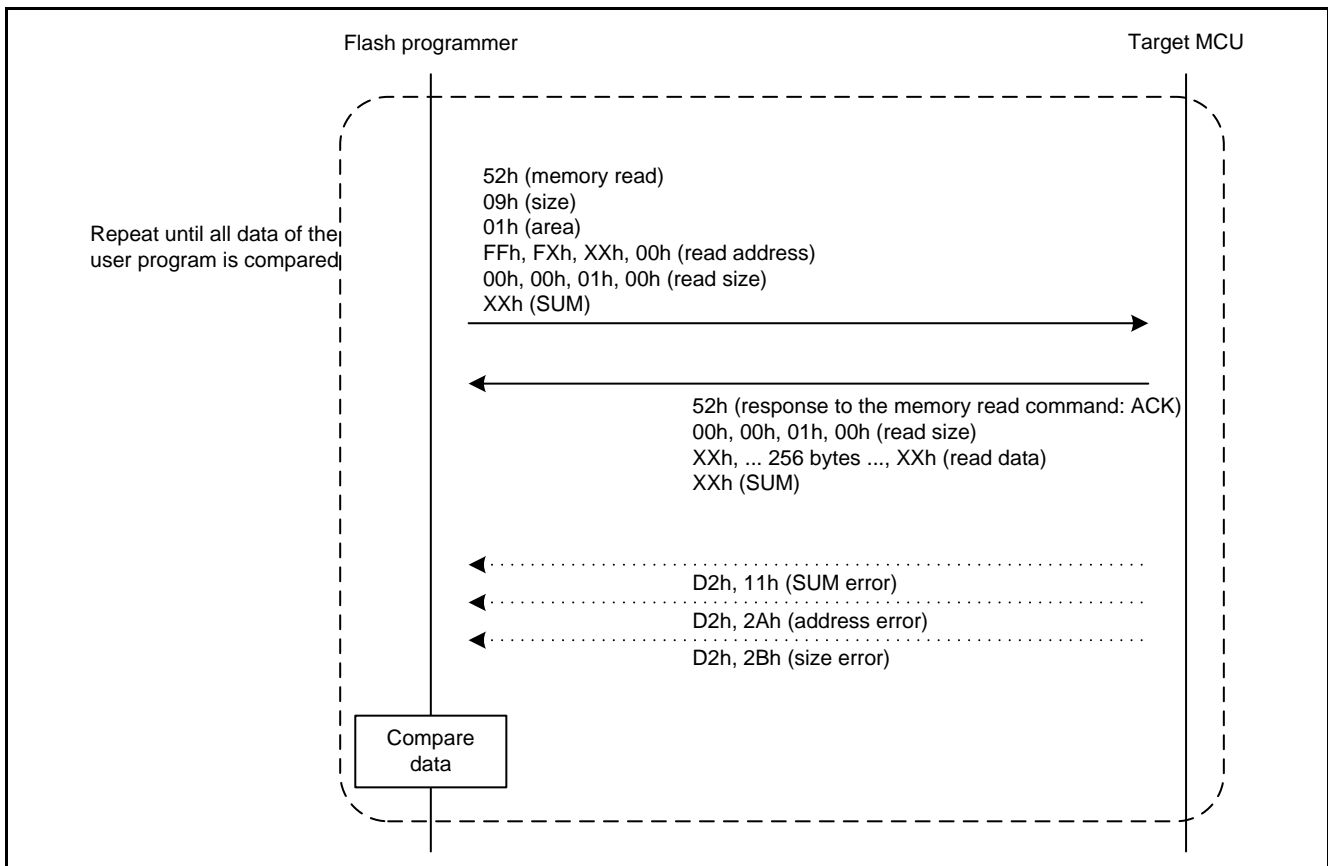 Flash programmer
Target MCU
52h (memory read)
09h (size)
01h (area)
FFh, FXh, XXh, 00h (read address)
00h, 00h, 01h, 00h (read size)
XXh (SUM)
Repeat until all data of the
user program is compared
52h (response to the memory read command: ACK)
00h, 00h, 01h, 00h (read size)
XXh, ... 256 bytes ..., XXh (read data)
XXh (SUM)
D2h, 11h (SUM error)
D2h, 2Ah (address error)
D2h, 2Bh (size error)
Compare
data